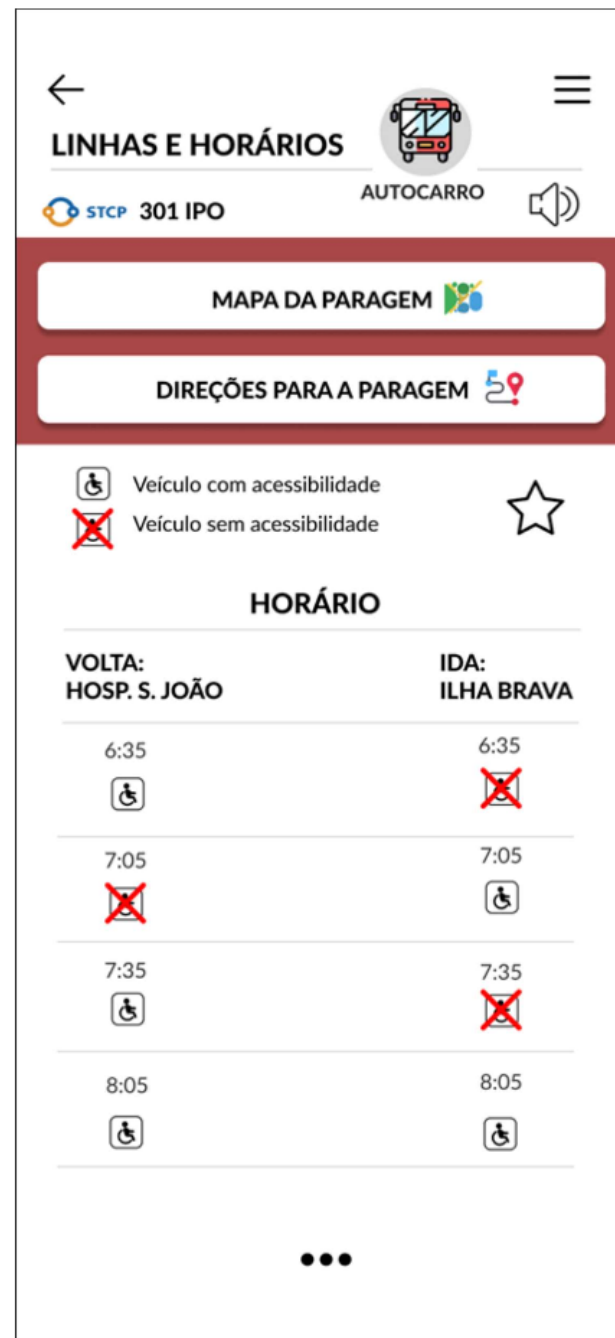 LINHAS E HORÁRIOS
AUTOCARRO
STCP 301 IPO
MAPA DA PARAGEM
DIREÇÕES PARA A PARAGEM
Veículo com acessibilidade
Veículo sem acessibilidade
HORÁRIO
VOLTA: IDA:
HOSP. S. JOÃO ILHA BRAVA
6:35 6:35
7:05 7:05
7:35 7:35
8:05 8:05